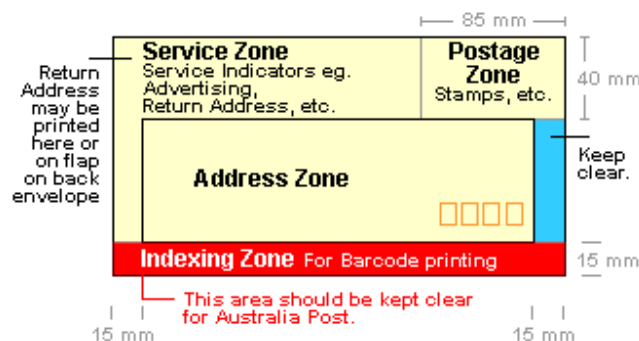 85 mm
Service Zone
Service Indicators eg.
Advertising,
Return Address, etc.
Postage
Zone
Stamps, etc.
40 mm
Return
Address
may be
printed
here or
on flap
on back
envelope
Keep
clear.
Address Zone
Indexing Zone For Barcode printing
15 mm
This area should be kept clear
for Australia Post.
15 mm
15 mm